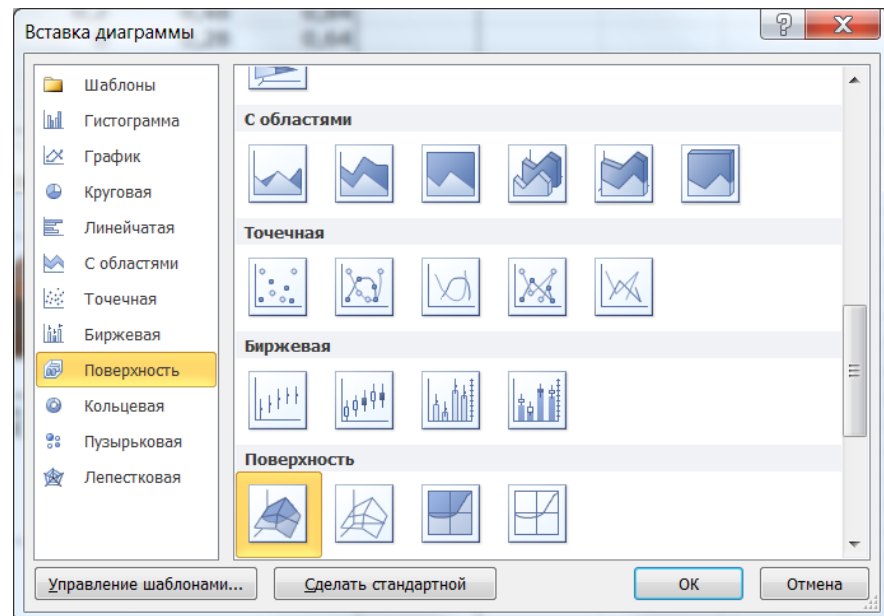 Вставка диаграммы
Шаблоны
Гистограмма
График
Круговая
Линейчатая
С областями
Точечная
Биржевая
Поверхность
Кольцевая
Пузырьковая
Лепестковая
С областями
Точечная
Биржевая
Поверхность
Управление шаблонами...
Сделать стандартной
ОК
Отмена